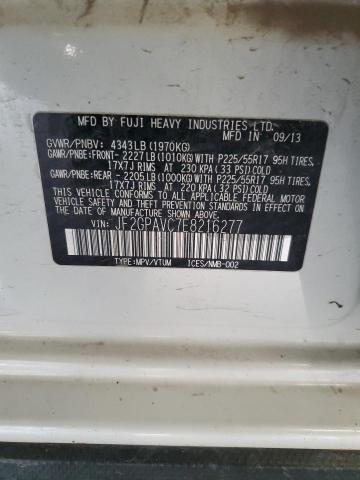 MFD BY FUJI HEAVY INDUSTRIES LTD.
MFD IN 09/13
GVWR/PNBV: 4343LB (1970KG)
GAWR/PNBE:FRONT- 2227LB (1010KG)WITH P225/55R17 95H TIRES,
17X7J RIMS AT 230 KPA (33 PSI) COLD
GAWR/PNBE:REAR - 2205LB (1000KG)WITH P225/55R17 95H TIRES,
17X7J RIMS AT 220 KPA (32 PSI) COLD
THIS VEHICLE CONFORMS TO ALL APPLICABLE FEDERAL MOTOR
VEHICLE SAFETY STANDARDS IN EFFECT ON THE DATE OF
MANUFACTURE SHOWN ABOVE.
VIN: JF2GPAVC7E8216277
TYPE:MPV/VTUM ICES/NMB-002